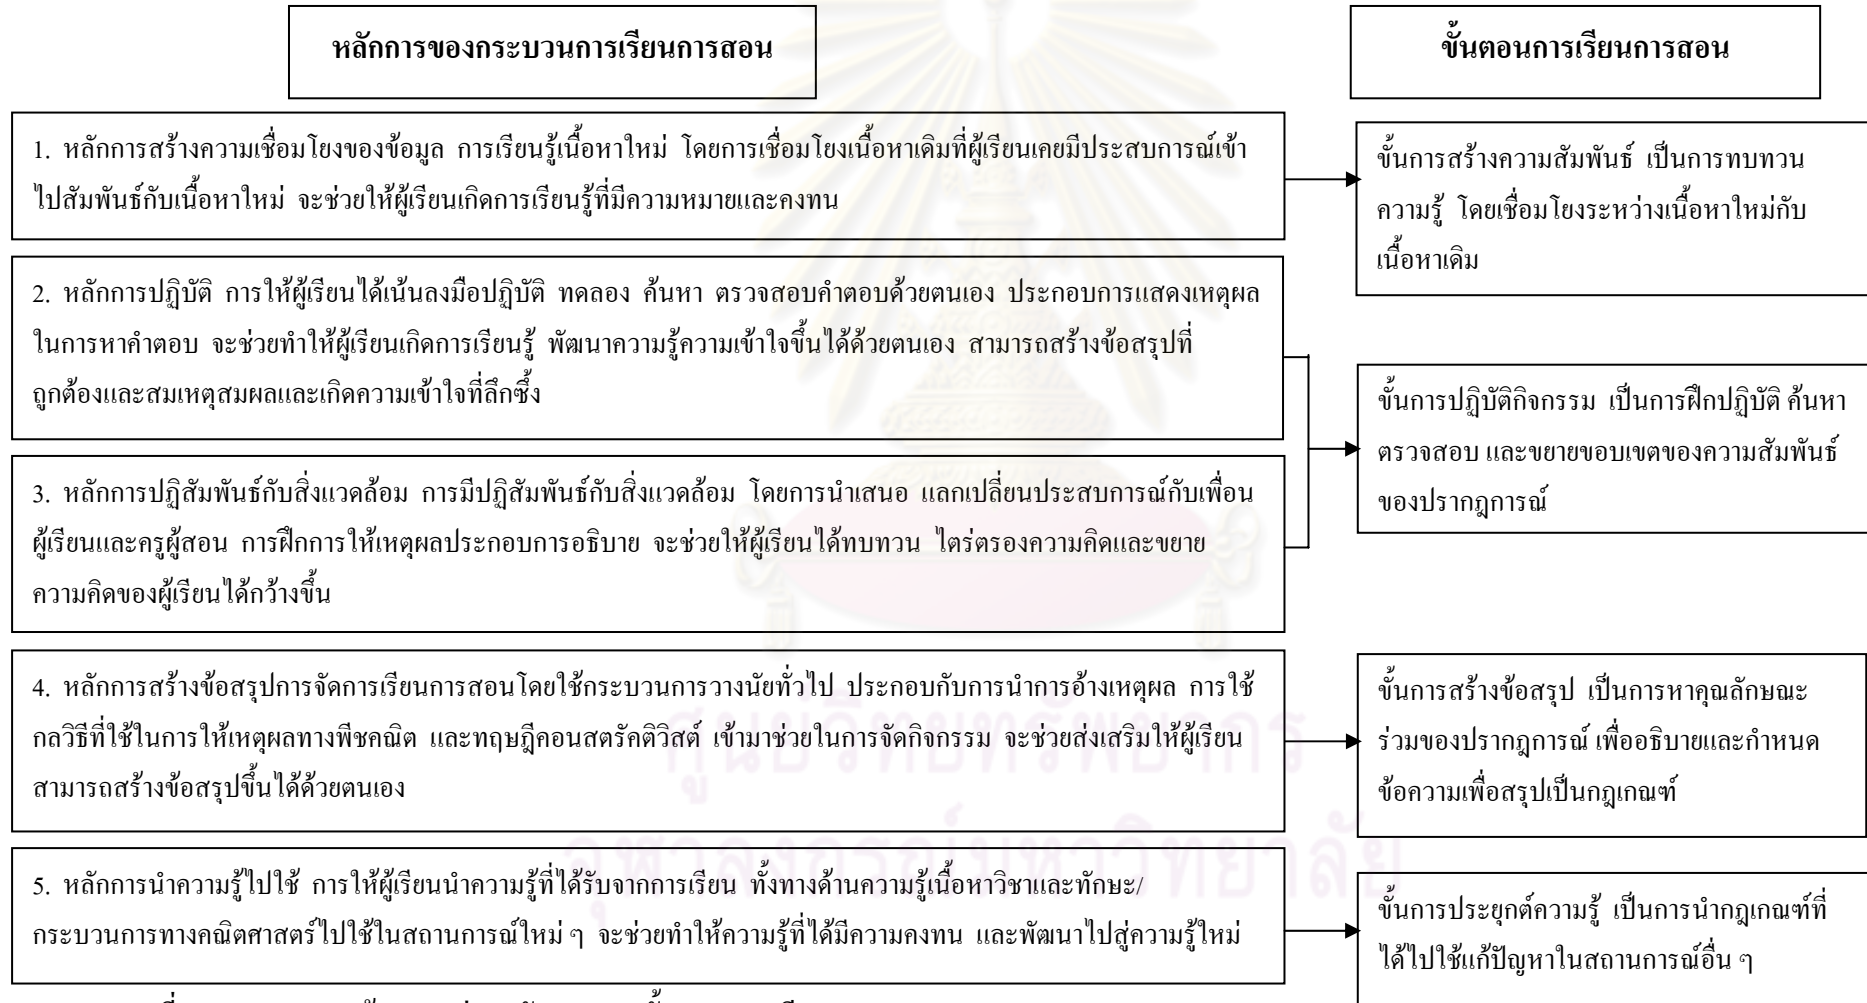 หลักการของกระบวนการเรียนการสอน
ขั้นตอนการเรียนการสอน
1. หลักการสร้างความเชื่อมโยงของข้อมูล การเรียนรู้เนื้อหาใหม่ โดยการเชื่อมโยงเนื้อหาเดิมที่ผู้เรียนเคยมีประสบการณ์เข้า
ไปสัมพันธ์กับเนื้อหาใหม่ จะช่วยให้ผู้เรียนเกิดการเรียนรู้ที่มีความหมายและคงทน
ขั้นการสร้างความสัมพันธ์ เป็นการทบทวน
ความรู้ โดยเชื่อมโยงระหว่างเนื้อหาใหม่กับ
เนื้อหาเดิม
2. หลักการปฏิบัติ การให้ผู้เรียนได้เน้นลงมือปฏิบัติ ทดลอง ค้นหา ตรวจสอบคำตอบด้วยตนเอง ประกอบการแสดงเหตุผล
ในการหาคำตอบ จะช่วยทำให้ผู้เรียนเกิดการเรียนรู้ พัฒนาความรู้ความเข้าใจขึ้นได้ด้วยตนเอง สามารถสร้างข้อสรุปที่
ถูกต้องและสมเหตุสมผลและเกิดความเข้าใจที่ลึกซึ้ง
3. หลักการปฏิสัมพันธ์กับสิ่งแวดล้อม การมีปฏิสัมพันธ์กับสิ่งแวดล้อม โดยการนำเสนอ แลกเปลี่ยนประสบการณ์กับเพื่อน
ผู้เรียนและครูผู้สอน การฝึกการให้เหตุผลประกอบการอธิบาย จะช่วยให้ผู้เรียนได้ทบทวน ไตร่ตรองความคิดและขยาย
ความคิดของผู้เรียนได้กว้างขึ้น
ขั้นการปฏิบัติกิจกรรม เป็นการฝึกปฏิบัติ ค้นหา
ตรวจสอบ และขยายขอบเขตของความสัมพันธ์
ของปรากฏการณ์
4. หลักการสร้างข้อสรุปการจัดการเรียนการสอนโดยใช้กระบวนการวางนัยทั่วไป ประกอบกับการนำการอ้างเหตุผล การใช้
กลวิธีที่ใช้ในการให้เหตุผลทางพีชคณิต และทฤษฎีคอนสตรัคติวิสต์ เข้ามาช่วยในการจัดกิจกรรม จะช่วยส่งเสริมให้ผู้เรียน
สามารถสร้างข้อสรุปขึ้นได้ด้วยตนเอง
ขั้นการสร้างข้อสรุป เป็นการหาคุณลักษณะ
ร่วมของปรากฏการณ์ เพื่ออธิบายและกำหนด
ข้อความเพื่อสรุปเป็นกฎเกณฑ์
5. หลักการนำความรู้ไปใช้ การให้ผู้เรียนนำความรู้ที่ได้รับจากการเรียน ทั้งทางด้านความรู้เนื้อหาวิชาและทักษะ/
กระบวนการทางคณิตศาสตร์ไปใช้ในสถานการณ์ใหม่ ๆ จะช่วยทำให้ความรู้ที่ได้มีความคงทน และพัฒนาไปสู่ความรู้ใหม่
ขั้นการประยุกต์ความรู้ เป็นการนำกฎเกณฑ์ที่
ได้ไปใช้แก้ปัญหาในสถานการณ์อื่น ๆ
ศูนย์วิทยทรัพยากร
จุฬาลงกรณ์มหาวิทยาลัย